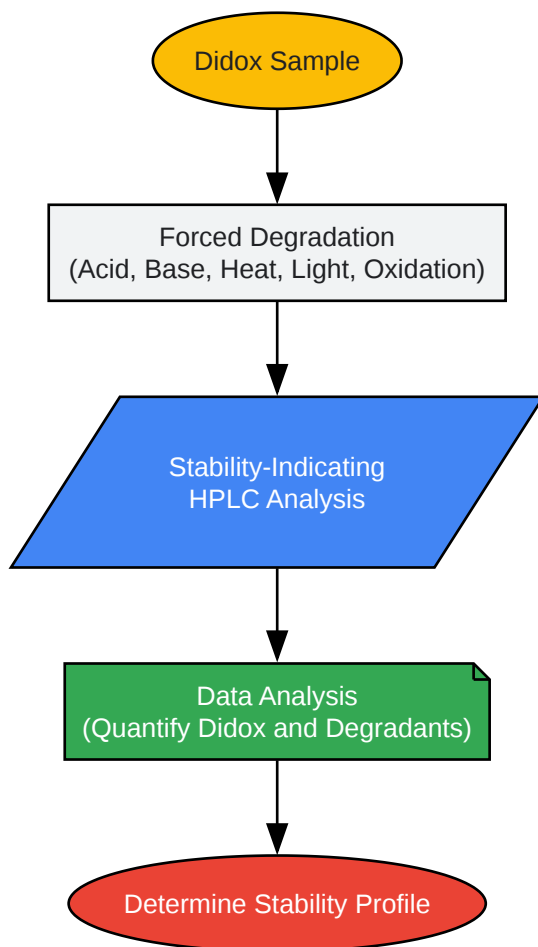 Didox Sample
Forced Degradation
(Acid, Base, Heat, Light, Oxidation)
Stability-Indicating
HPLC Analysis
Data Analysis
(Quantify Didox and Degradants)
Determine Stability Profile